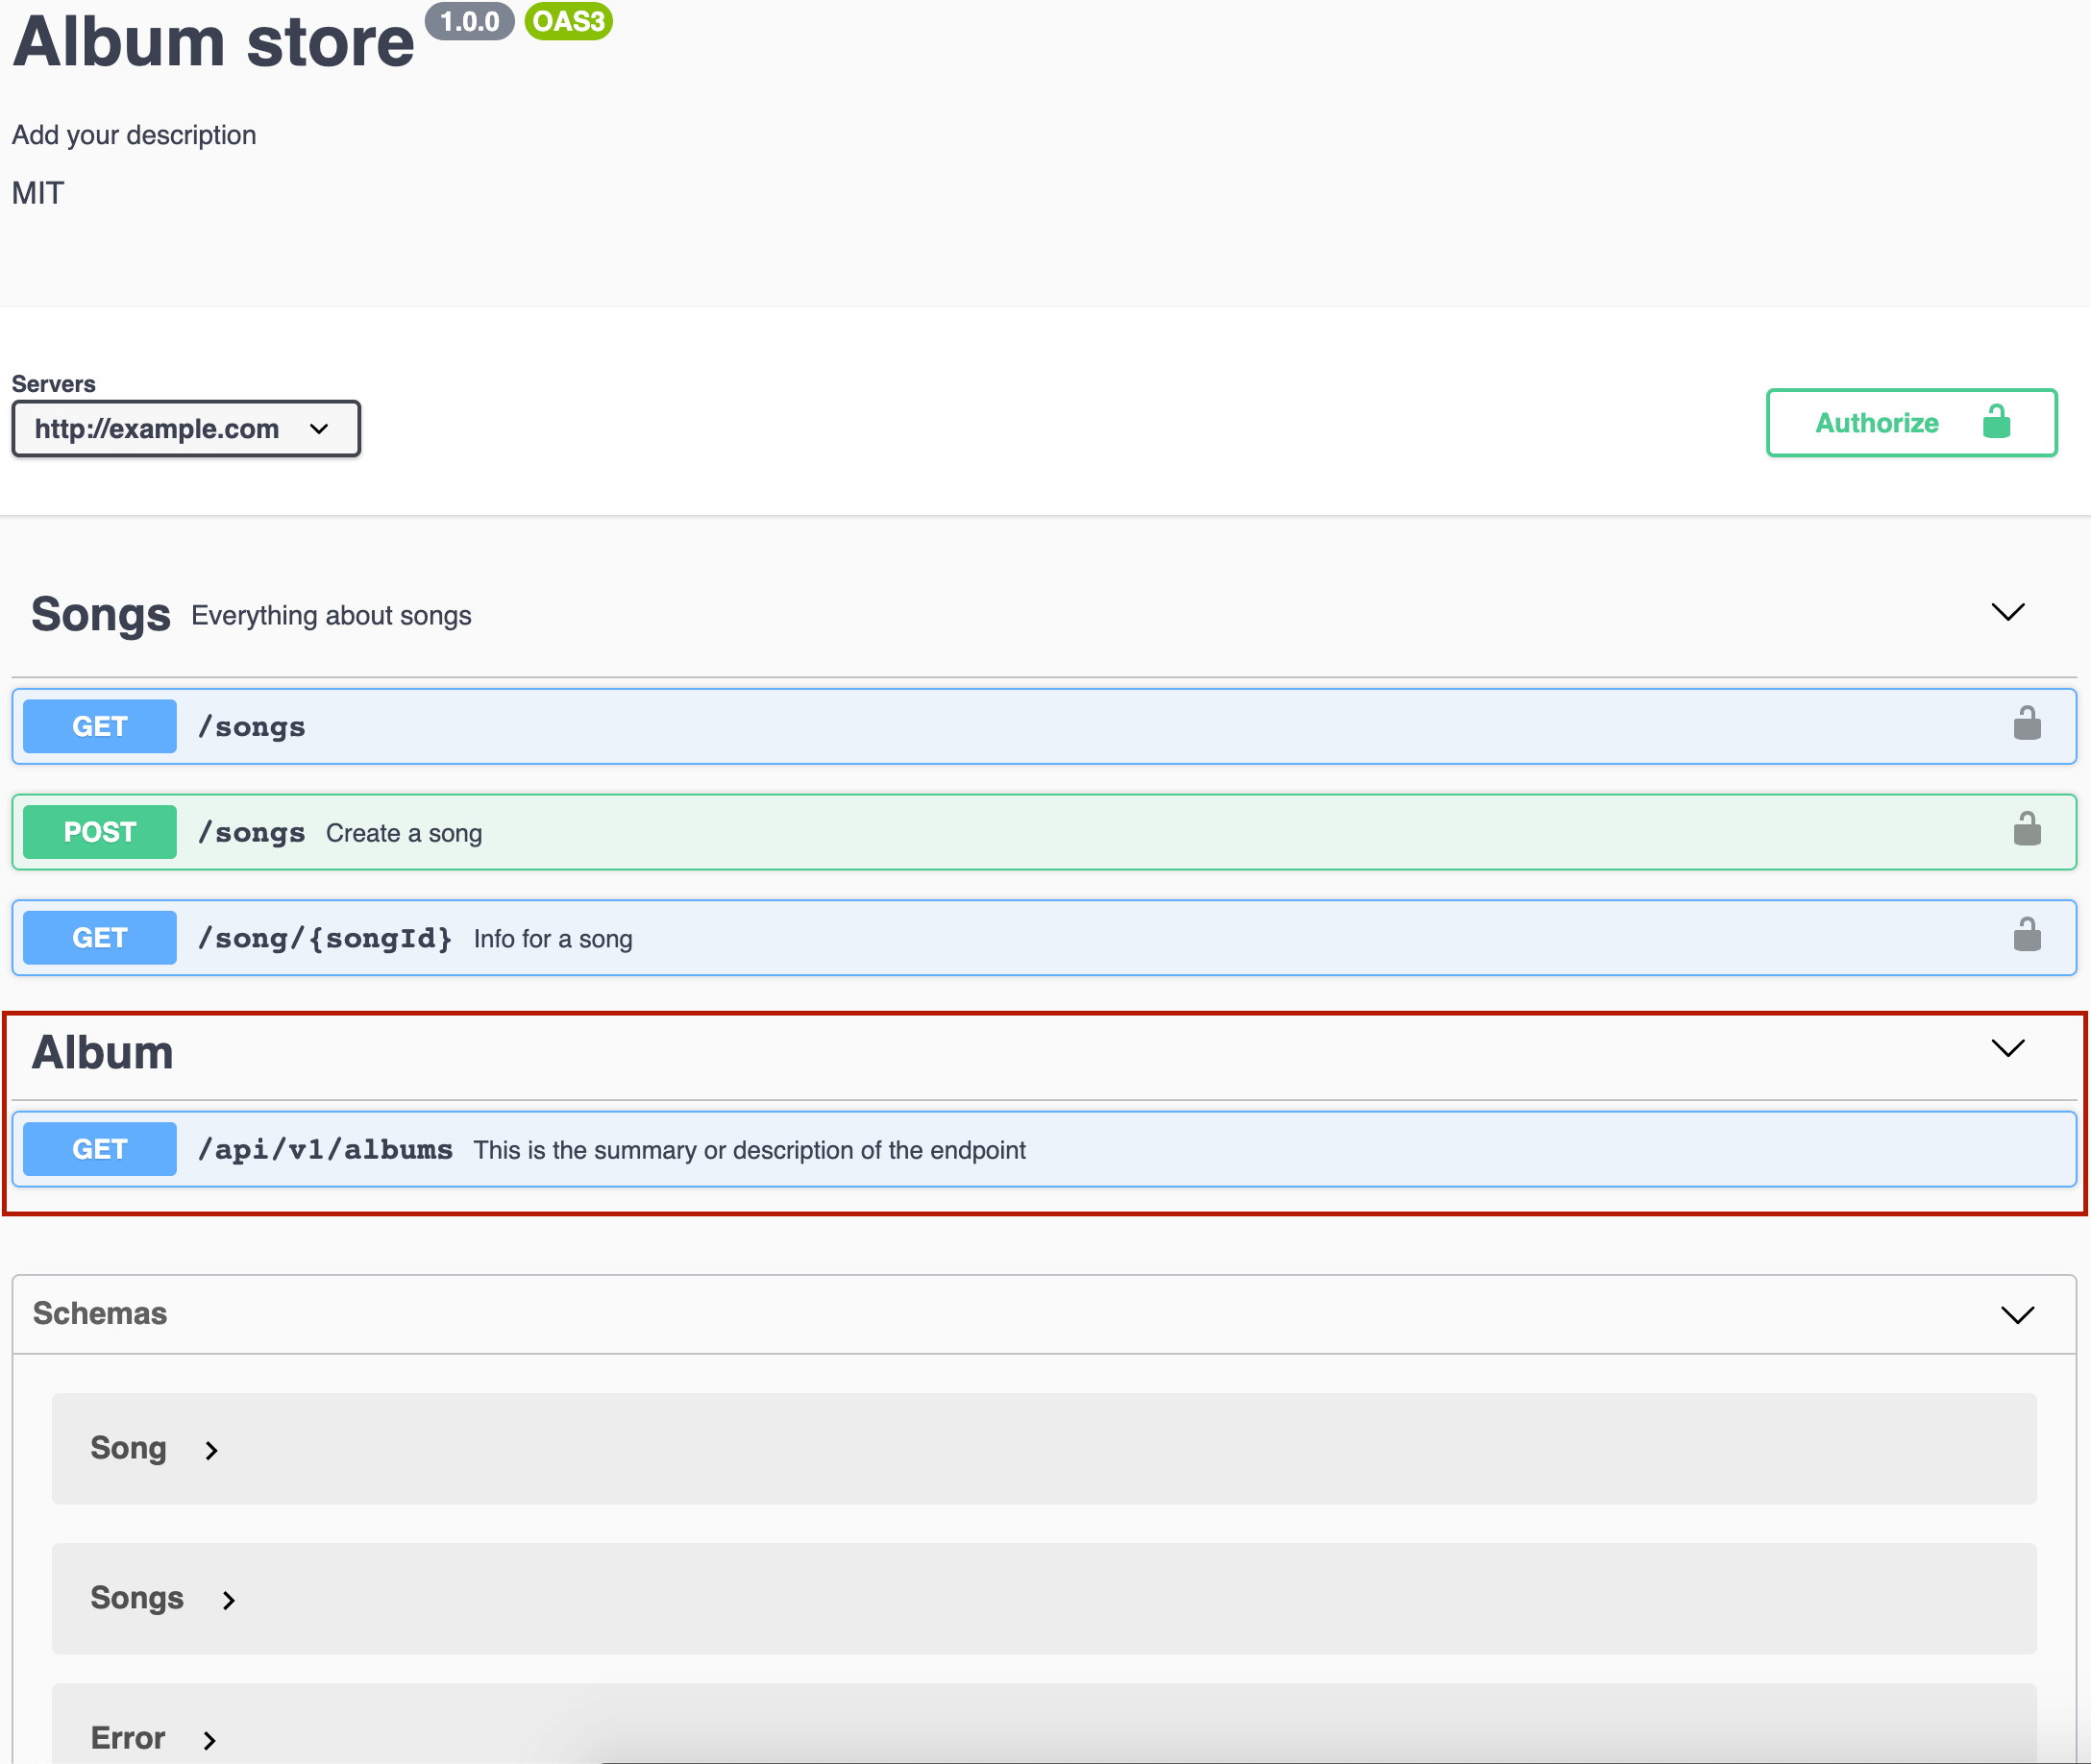 Album store 1.0.0 OAS3
Add your description
MIT
Servers
http://example.com
Authorize
Songs Everything about songs
GET /songs
POST /songs Create a song
GET /song/{songId} Info for a song
Album
GET /api/v1/albums This is the summary or description of the endpoint
Schemas
Song
Songs
Error